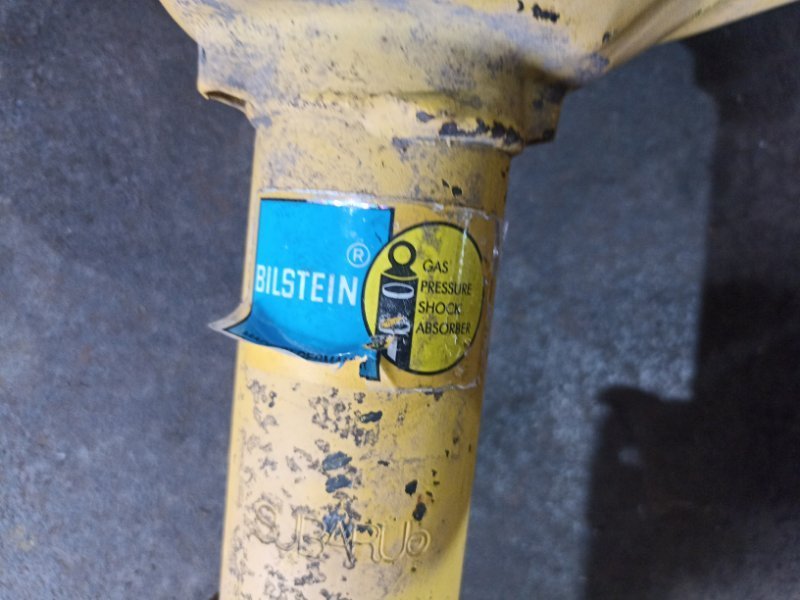 BILSTEIN®
GAS
PRESSURE
SHOCK
ABSORBER
SUBARU